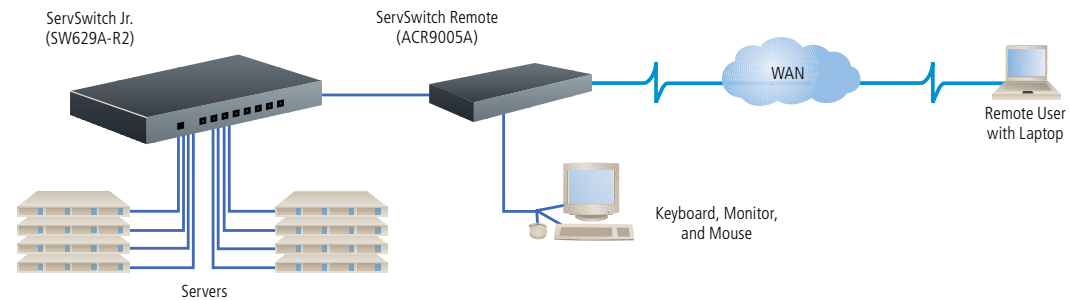 ServSwitch Jr.
(SW629A-R2)
ServSwitch Remote
(ACR9005A)
WAN
Remote User
with Laptop
Keyboard, Monitor,
and Mouse
Servers